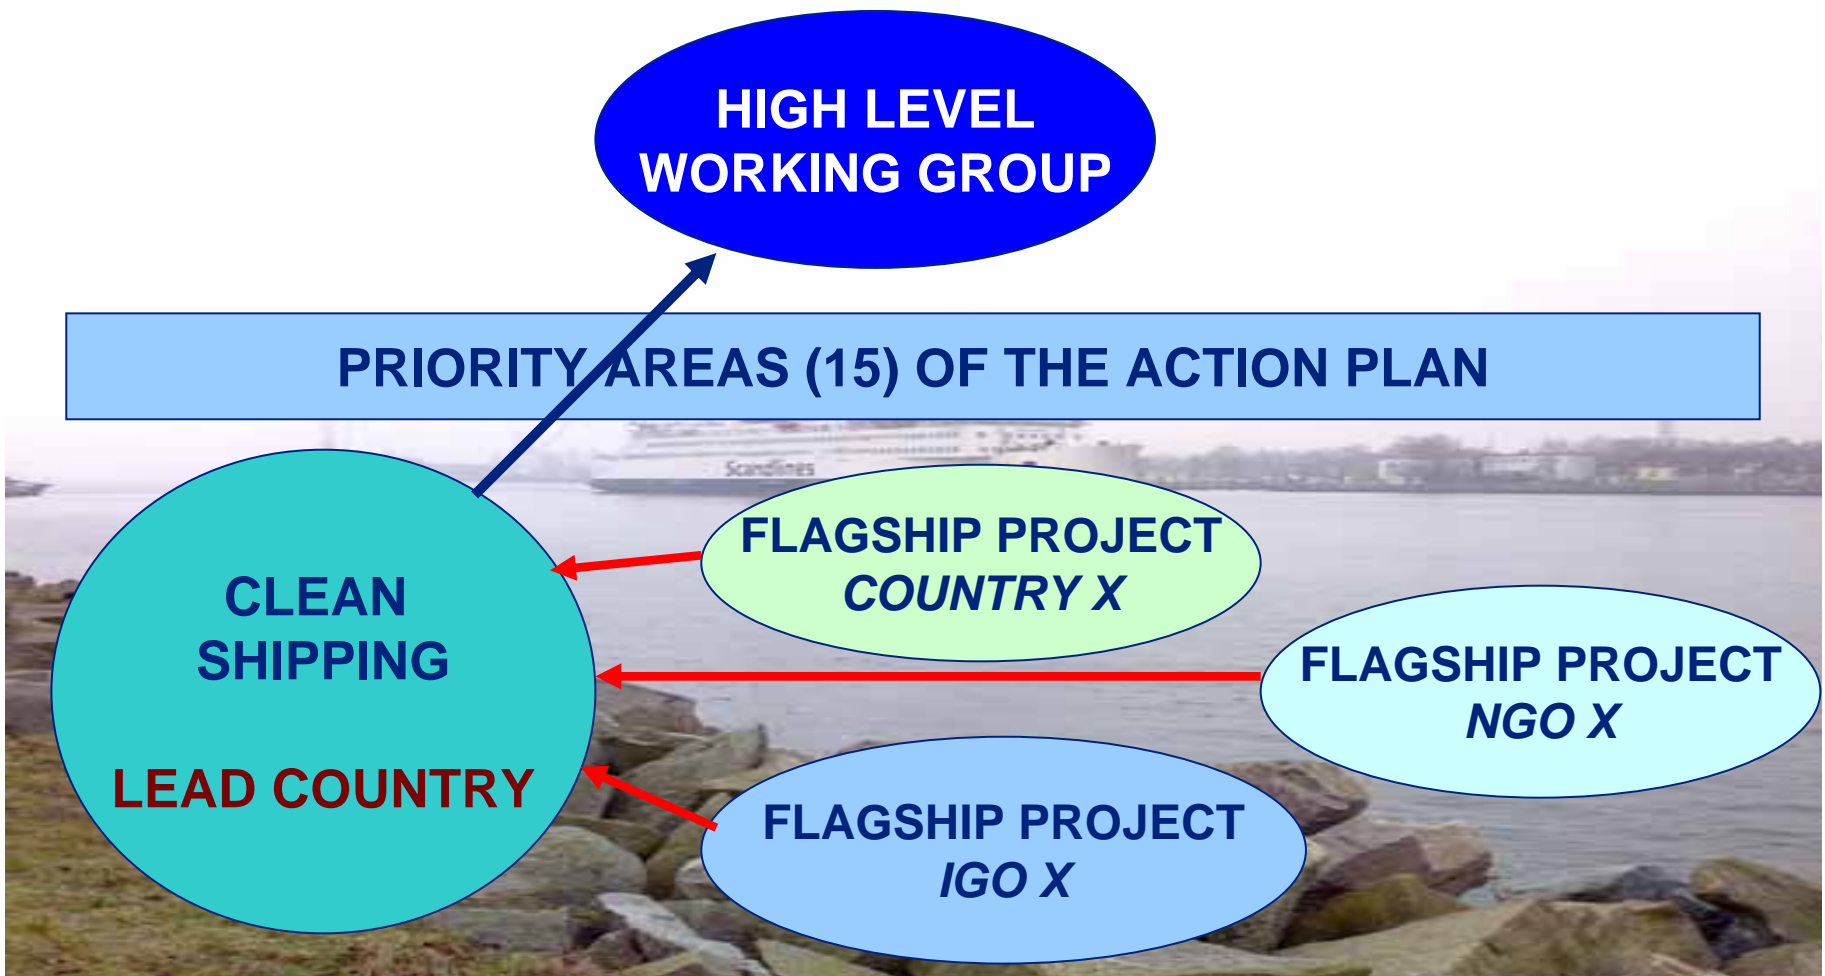 HIGH LEVEL
WORKING GROUP
PRIORITY AREAS (15) OF THE ACTION PLAN
Scandlines
CLEAN
SHIPPING
LEAD COUNTRY
FLAGSHIP PROJECT
COUNTRY X
FLAGSHIP PROJECT
NGO X
FLAGSHIP PROJECT
IGO X